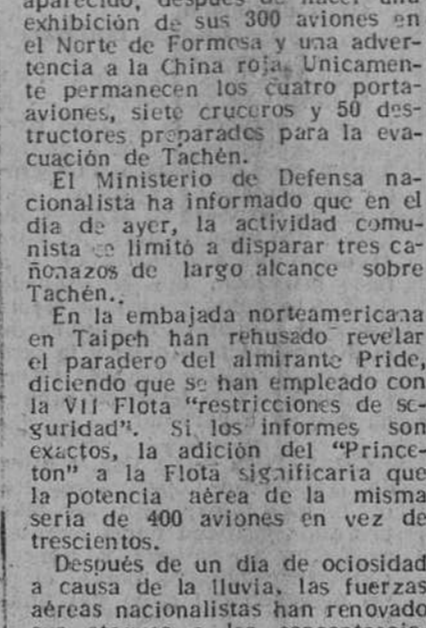 aparecido, después de hacer una
exhibición de sus 300 aviones en
el Norte de Formosa y una adver-
tencia a la China roja. Unicamen-
te permanecen los cuatro porta-
aviones, siete cruceros y 50 des-
tructores preparados para la eva-
cuación de Tachén.
El Ministerio de Defensa na-
cionalista ha informado que en el
día de ayer, la actividad comu-
nista se limitó a disparar tres ca-
ñonazos de largo alcance sobre
Tachén..
En la embajada norteamericana
en Taipeh han rehusado revelar
el paradero del almirante Pride,
diciendo que se han empleado con
la VII Flota "restricciones de se-
guridad". Si los informes son
exactos, la adición del "Prince-
ton" a la Flota significaría que
la potencia aérea de la misma
sería de 400 aviones en vez de
trescientos.
Después de un día de ociosidad
a causa de la lluvia, las fuerzas
aéreas nacionalistas han renovado